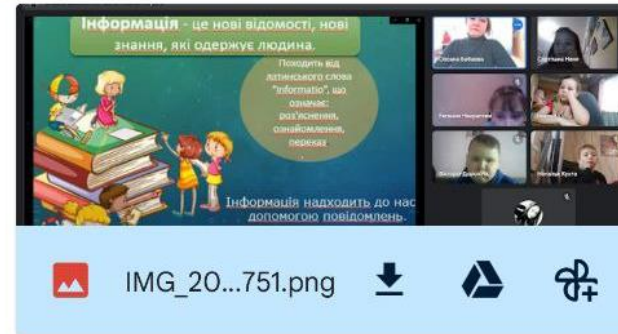 Інформація - це нові відомості, нові
знання, які одержує людина.
Походить від
латинського слова
"informatio", що
означає:
роз'яснення,
ознайомлення,
переказ.
Інформація надходить до нас
допомогою повідомлень.
IMG_20...751.png